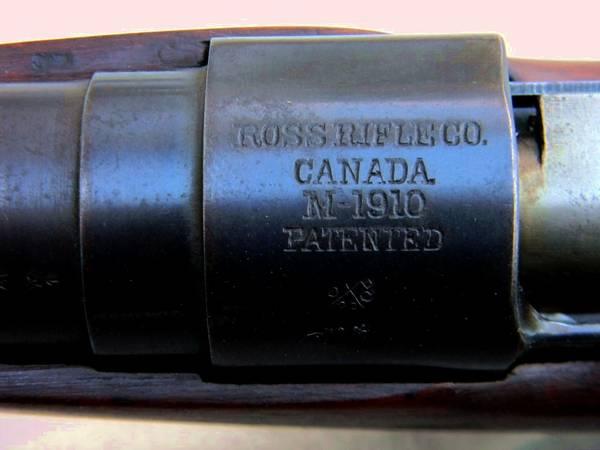 ROSS RIFLE CO.
CANADA.
M-1910
PATENTED